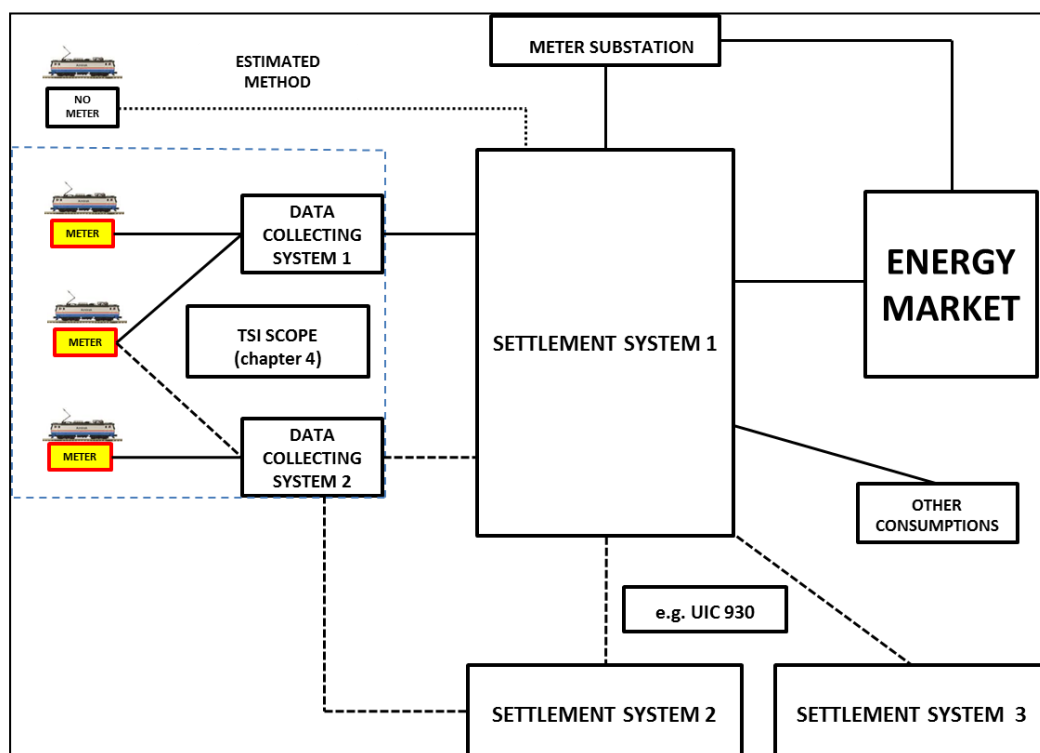 METER SUBSTATION
ESTIMATED
METHOD
NO
METER
METER
DATA
COLLECTING
SYSTEM 1
ENERGY
MARKET
METER
TSI SCOPE
(chapter 4)
SETTLEMENT SYSTEM 1
METER
DATA
COLLECTING
SYSTEM 2
OTHER
CONSUMPTIONS
e.g. UIC 930
SETTLEMENT SYSTEM 2
SETTLEMENT SYSTEM 3